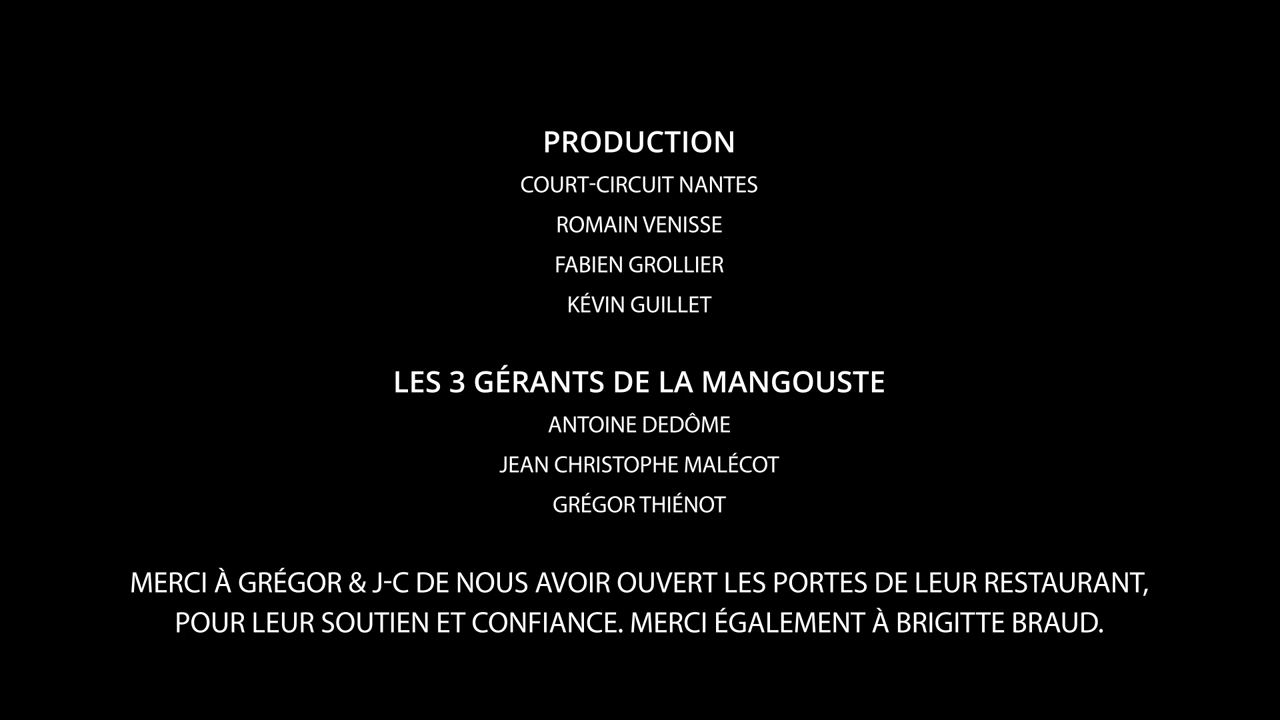 PRODUCTION
COURT-CIRCUIT NANTES
ROMAIN VENISSE
FABIEN GROLLIER
KÉVIN GUILLET
LES 3 GÉRANTS DE LA MANGOUSTE
ANTOINE DEDÔME
JEAN CHRISTOPHE MALÉCOT
GRÉGOR THIÉNOT
MERCI À GRÉGOR & J-C DE NOUS AVOIR OUVERT LES PORTES DE LEUR RESTAURANT,
POUR LEUR SOUTIEN ET CONFIANCE. MERCI ÉGALEMENT À BRIGITTE BRAUD.